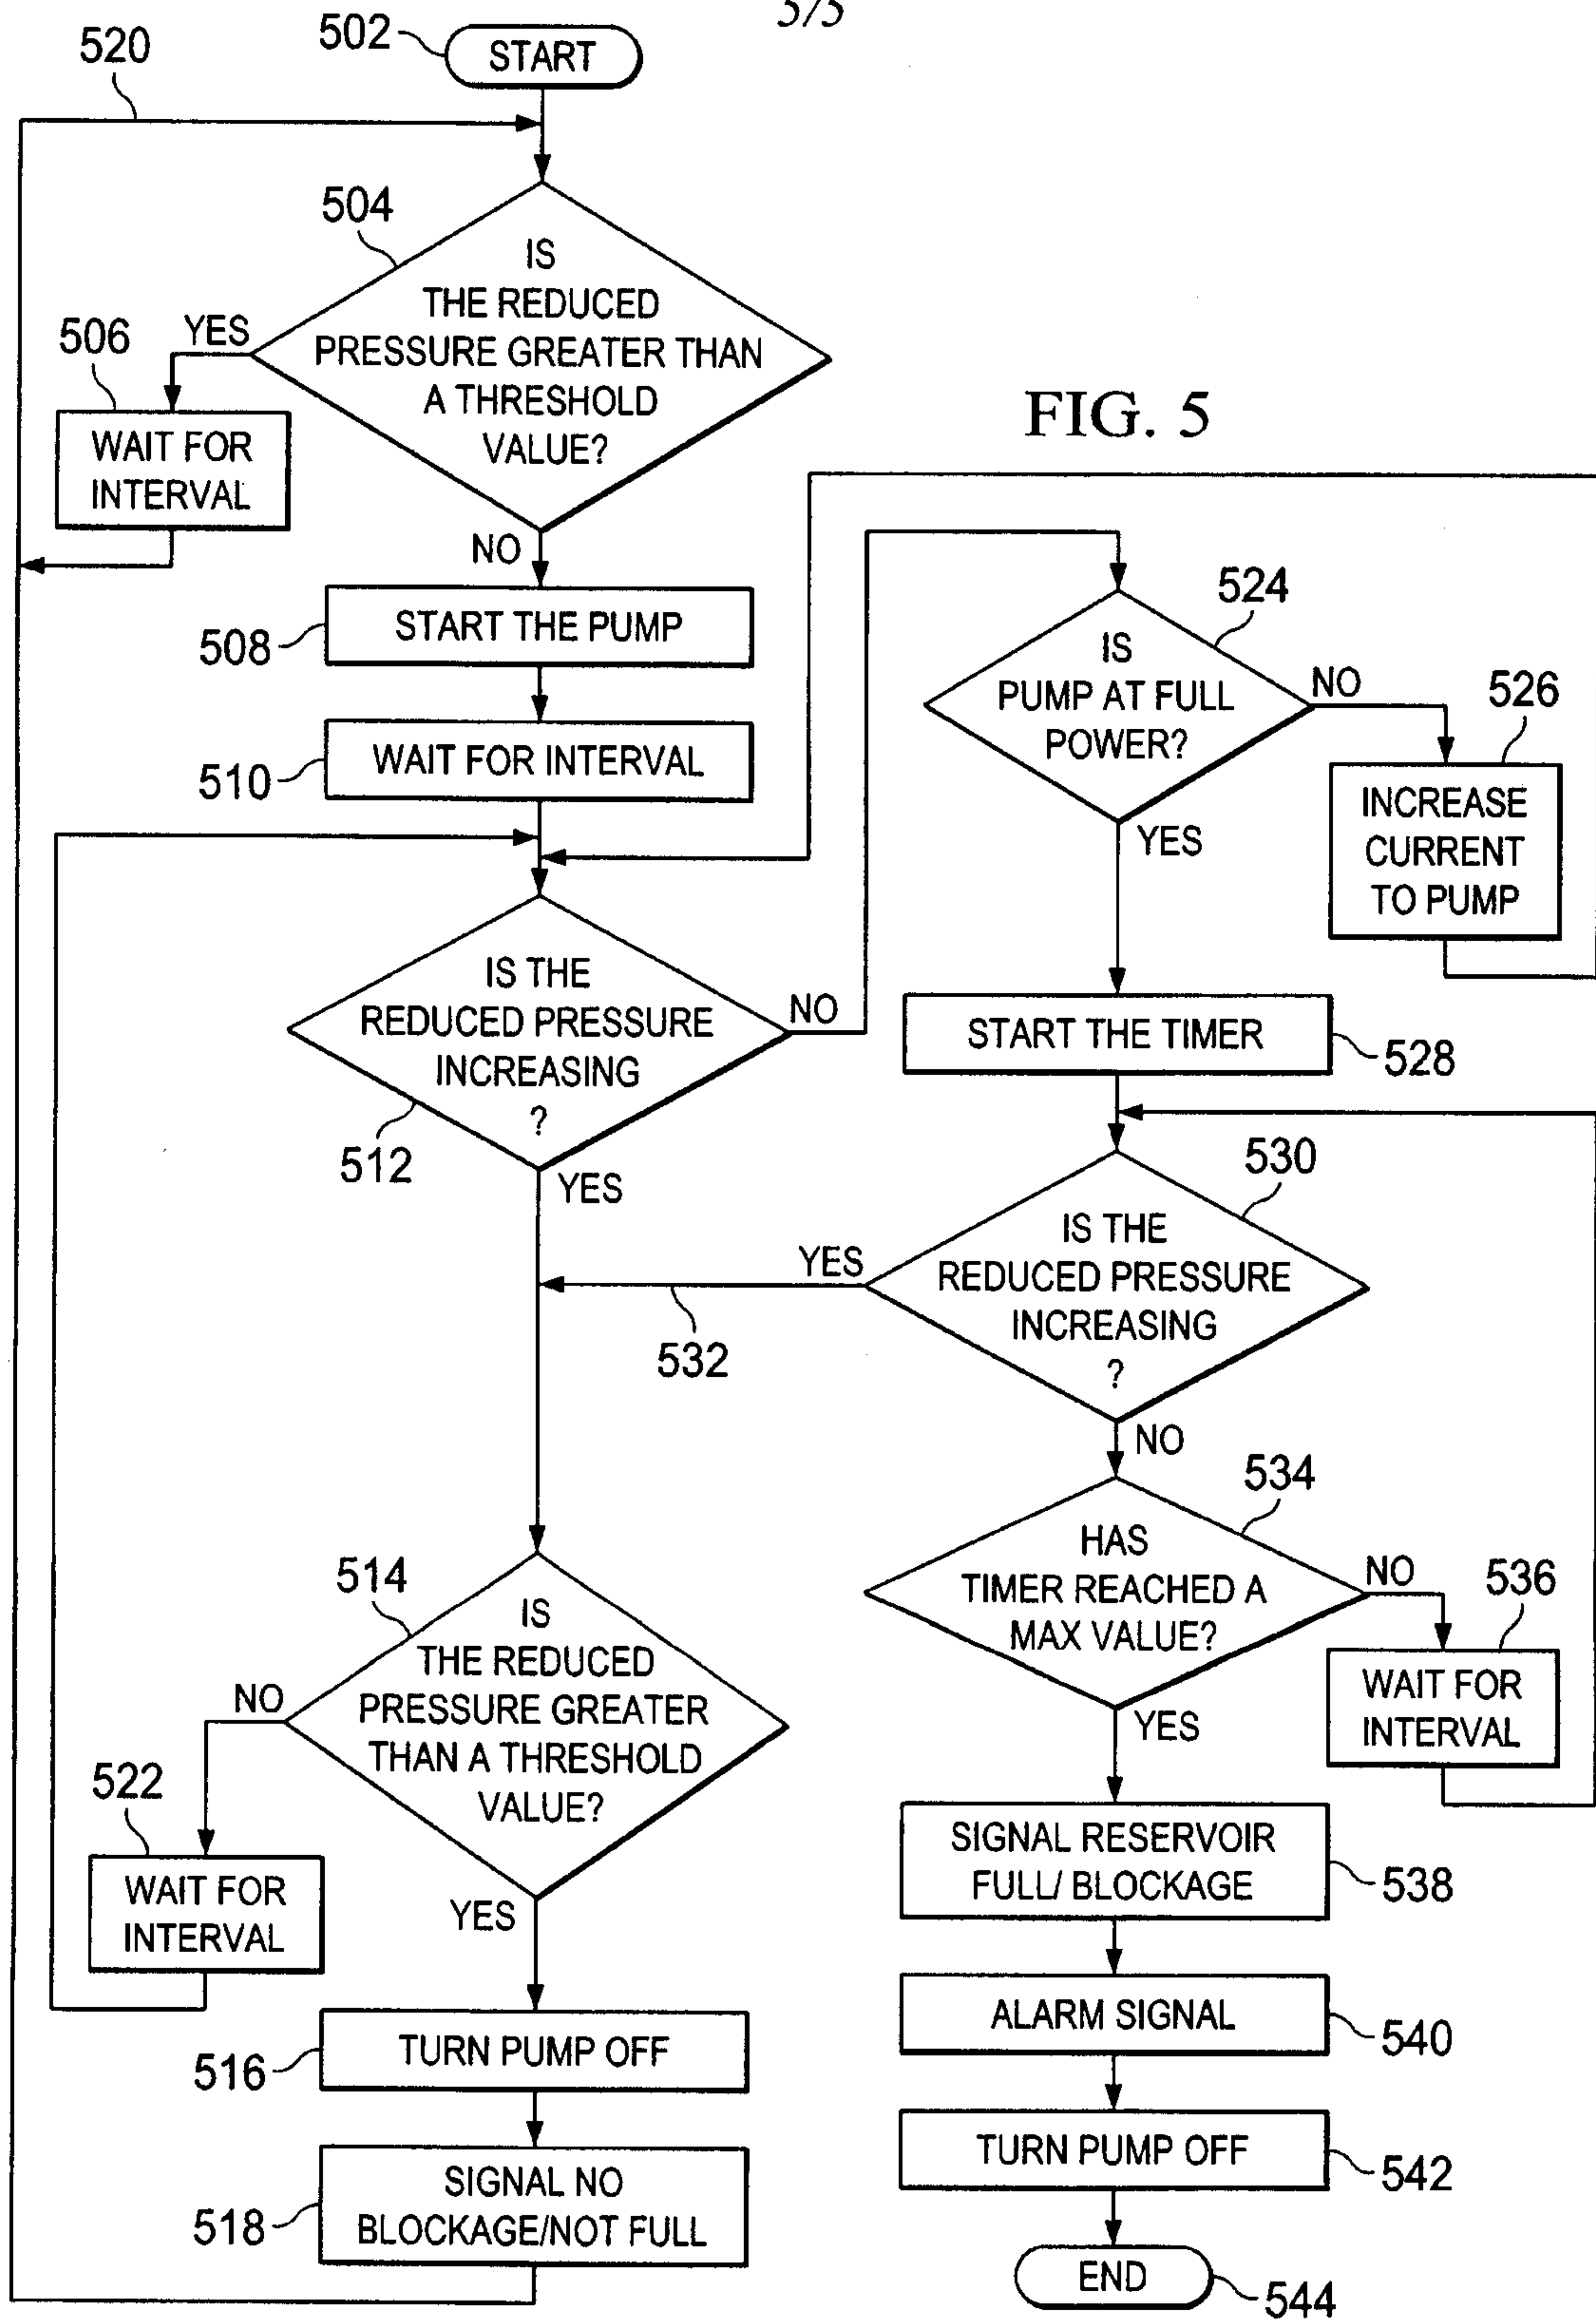 5/5
502
START
520
504
IS
THE REDUCED
PRESSURE GREATER THAN
A THRESHOLD
VALUE?
YES
506
WAIT FOR
INTERVAL
FIG. 5
NO
508
START THE PUMP
510
WAIT FOR INTERVAL
524
IS
PUMP AT FULL
POWER?
NO
526
INCREASE
CURRENT
TO PUMP
YES
IS THE
REDUCED PRESSURE
INCREASING
?
NO
512
YES
START THE TIMER
528
530
IS THE
REDUCED PRESSURE
INCREASING
?
YES
532
NO
534
HAS
TIMER REACHED A
MAX VALUE?
NO
536
WAIT FOR
INTERVAL
YES
514
IS
THE REDUCED
PRESSURE GREATER
THAN A THRESHOLD
VALUE?
NO
522
WAIT FOR
INTERVAL
YES
516
TURN PUMP OFF
518
SIGNAL NO
BLOCKAGE/NOT FULL
SIGNAL RESERVOIR
FULL/ BLOCKAGE
538
ALARM SIGNAL
540
TURN PUMP OFF
542
END
544